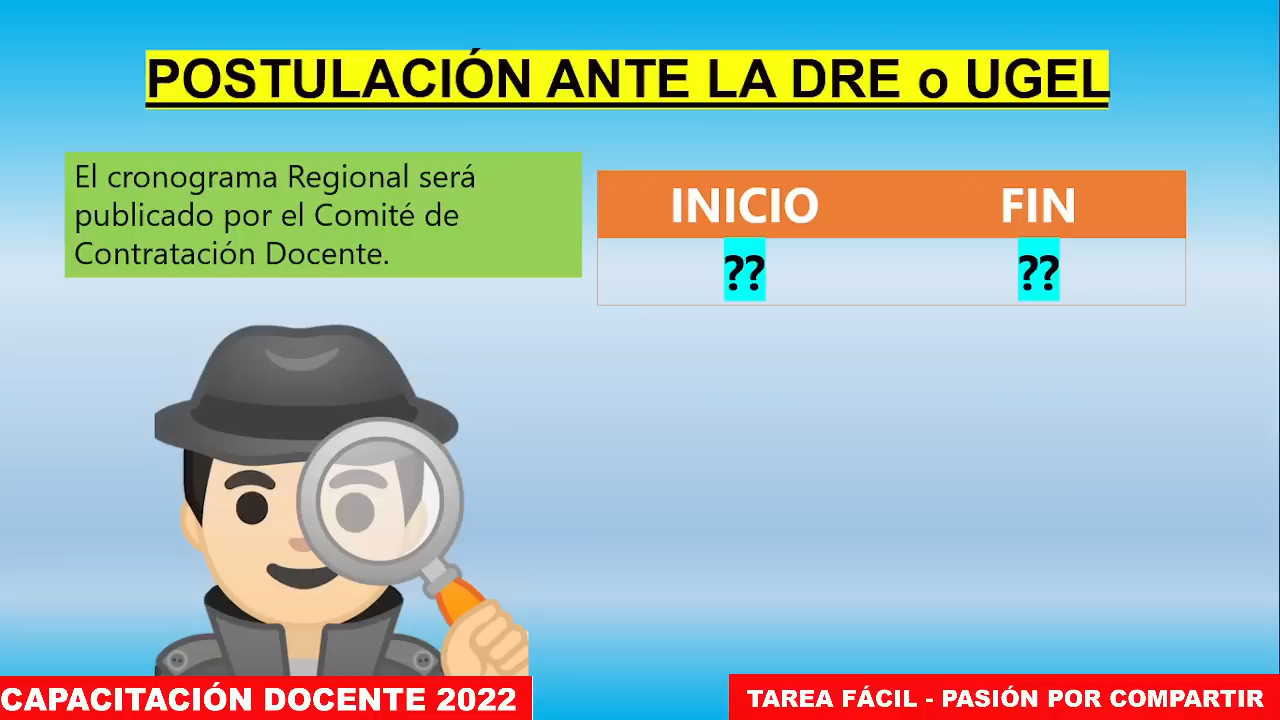 POSTULACIÓN ANTE LA DRE o UGEL
El cronograma Regional será
publicado por el Comité de
Contratación Docente.
INICIO FIN
?? ??
CAPACITACIÓN DOCENTE 2022
TAREA FÁCIL - PASIÓN POR COMPARTIR